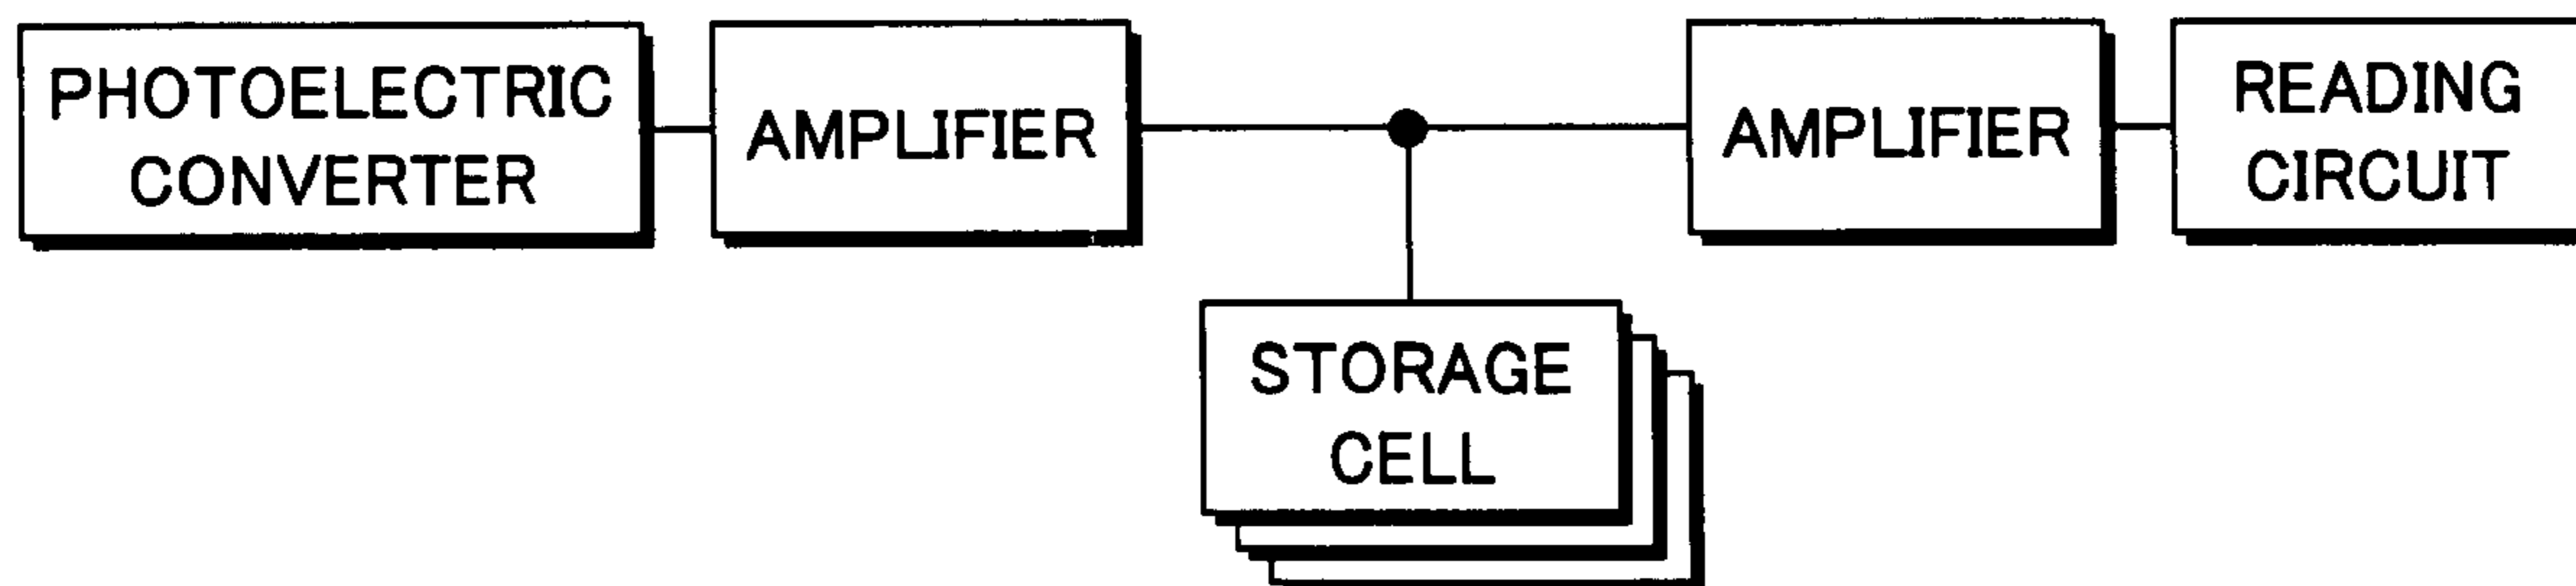 PHOTOELECTRIC
CONVERTER
AMPLIFIER
AMPLIFIER
READING
CIRCUIT
STORAGE
CELL